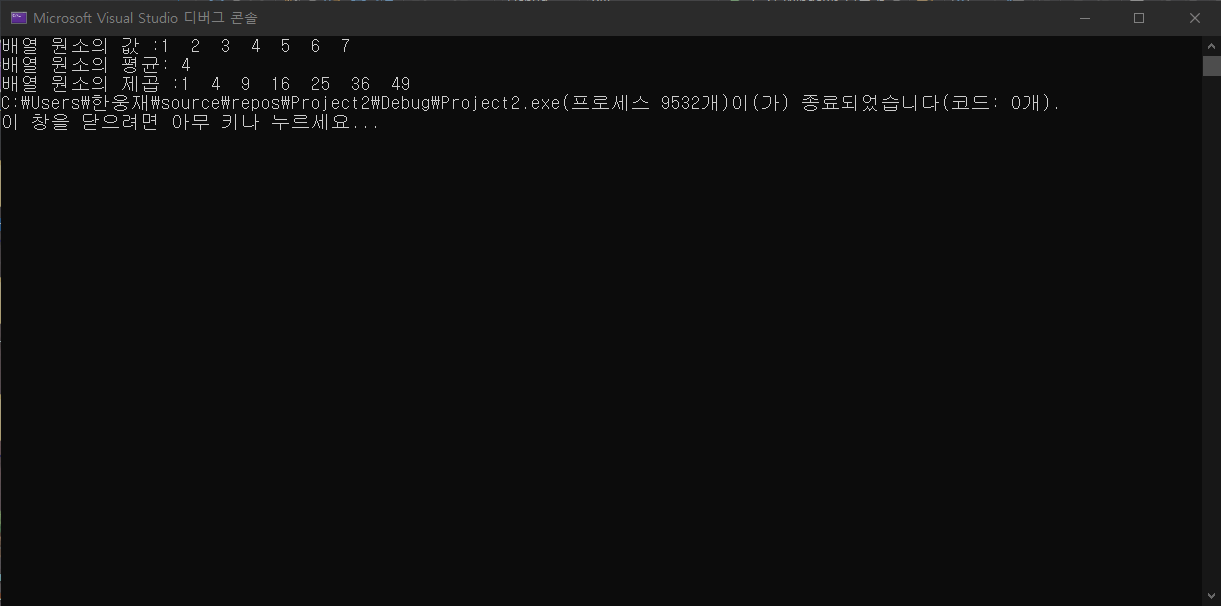 Microsoft Visual Studio 디버그 콘솔
배열 원소의 값 :1  2  3  4  5  6  7
배열 원소의 평균: 4
배열 원소의 제곱 :1  4  9  16  25  36  49
C:₩Users₩한웅재₩source₩repos₩Project2₩Debug₩Project2.exe(프로세스 9532개)이(가) 종료되었습니다(코드: 0개).
이 창을 닫으려면 아무 키나 누르세요...